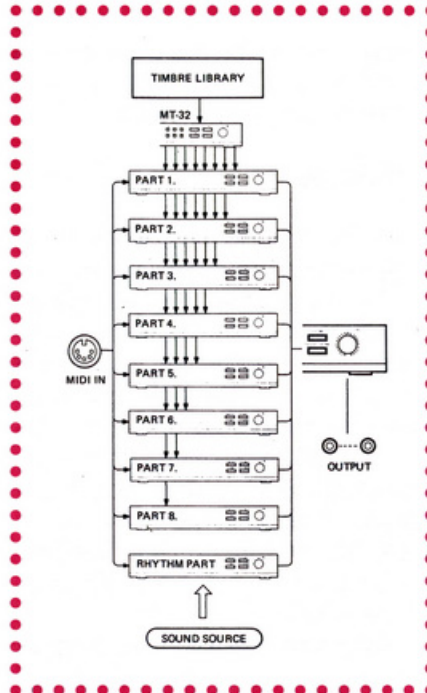 TIMBRE LIBRARY
MT-32
PART 1.
PART 2.
PART 3.
PART 4.
MIDI IN
PART 5.
PART 6.
PART 7.
OUTPUT
PART 8.
RHYTHM PART
SOUND SOURCE